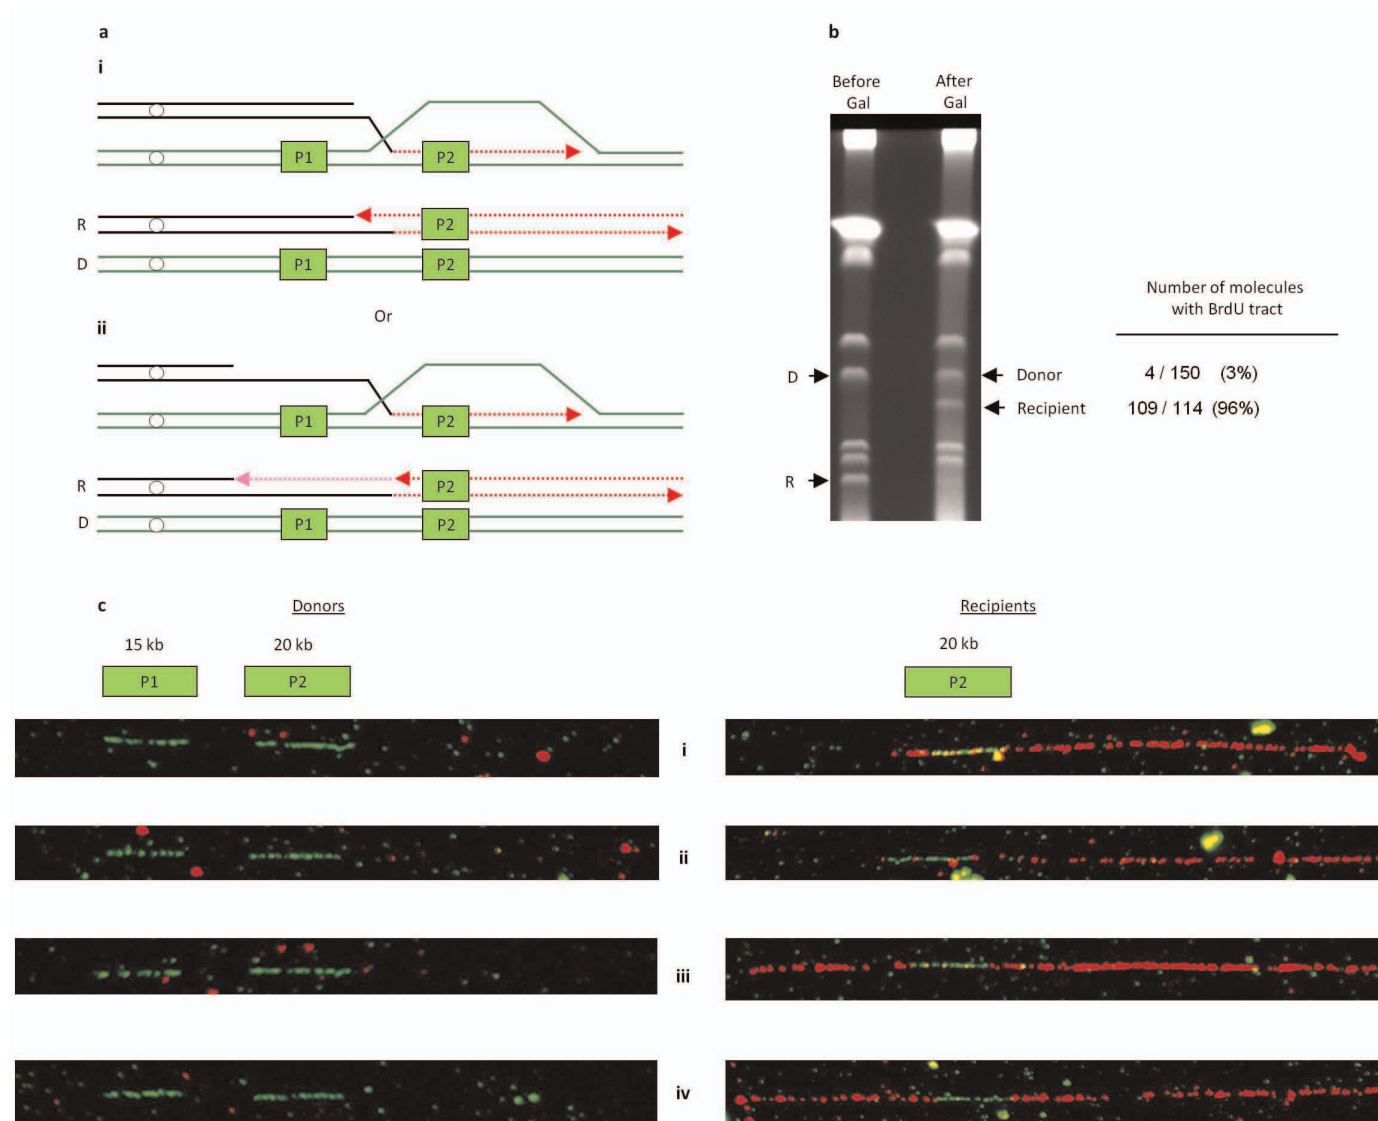 a
i
P1
P2
R
P2
D
P1
P2
Or
ii
P1
P2
R
P2
D
P1
P2
b
Before
Gal
After
Gal
D
R
Donor
Recipient
Number of molecules
with BrdU tract
4 / 150 (3%)
109 / 114 (96%)
c
Donors
Recipients
15 kb
20 kb
20 kb
P1
P2
P2
i
ii
iii
iv